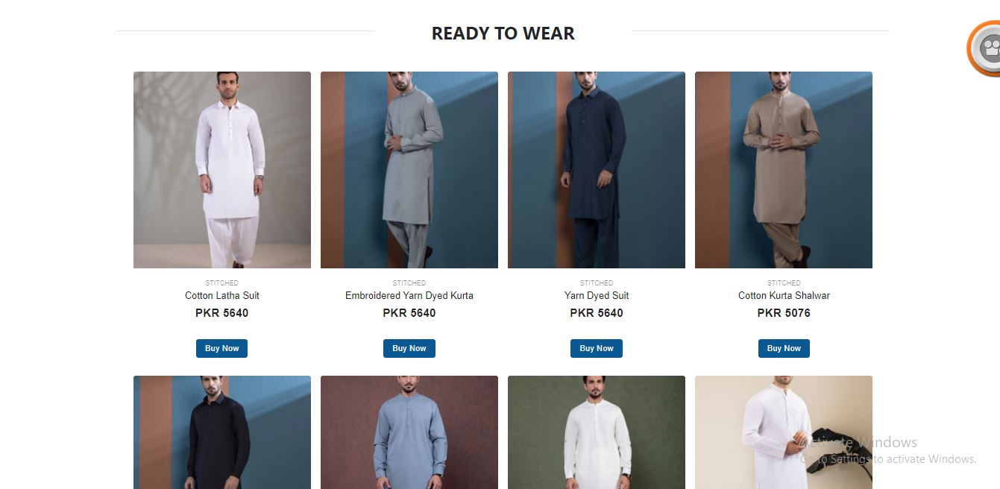 READY TO WEAR
STITCHED
Cotton Latha Suit
PKR 5640
Buy Now
STITCHED
Embroidered Yarn Dyed Kurta
PKR 5640
Buy Now
STITCHED
Yarn Dyed Suit
PKR 5640
Buy Now
STITCHED
Cotton Kurta Shalwar
PKR 5076
Buy Now
Activate Windows
Go to Settings to activate Windows.